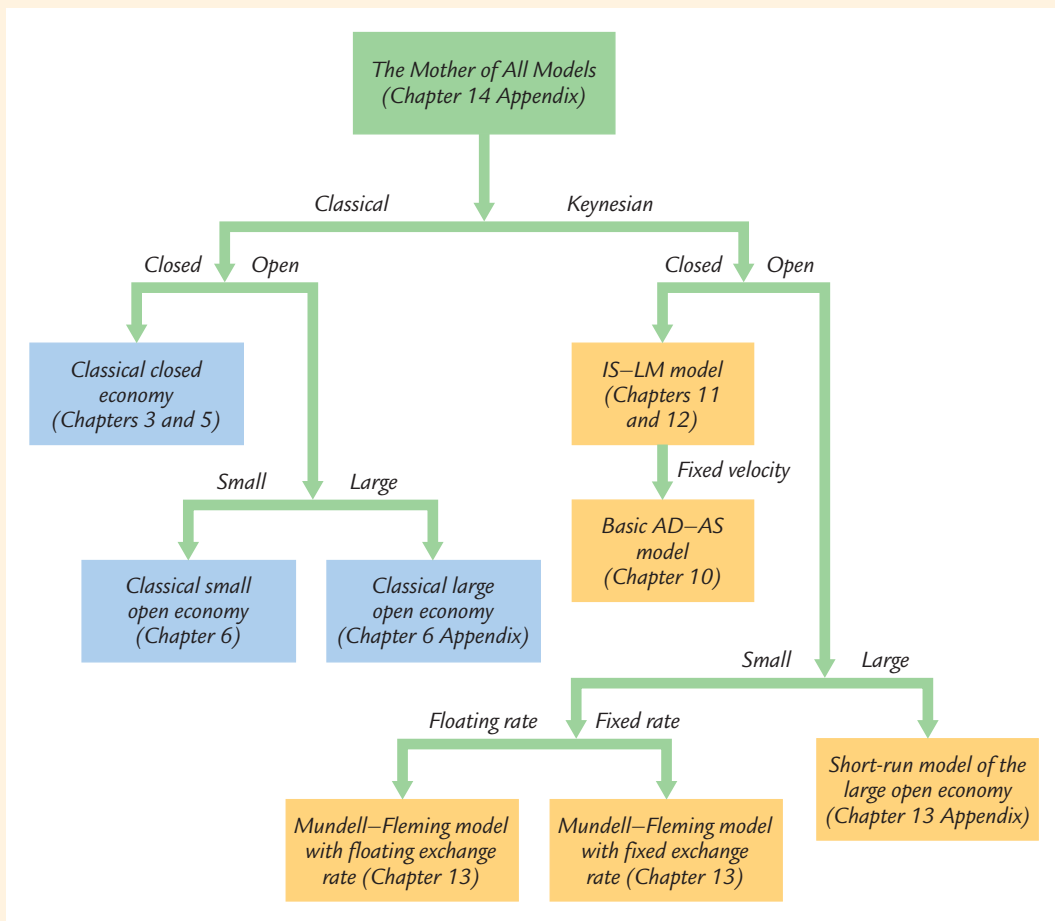 The Mother of All Models
(Chapter 14 Appendix)
Classical
Keynesian
Closed
Open
Closed
Open
Classical closed
economy
(Chapters 3 and 5)
IS–LM model
(Chapters 11
and 12)
Fixed velocity
Small
Large
Basic AD–AS
model
(Chapter 10)
Classical small
open economy
(Chapter 6)
Classical large
open economy
(Chapter 6 Appendix)
Small
Large
Floating rate
Fixed rate
Short-run model of the
large open economy
(Chapter 13 Appendix)
Mundell–Fleming model
with floating exchange
rate (Chapter 13)
Mundell–Fleming model
with fixed exchange
rate (Chapter 13)